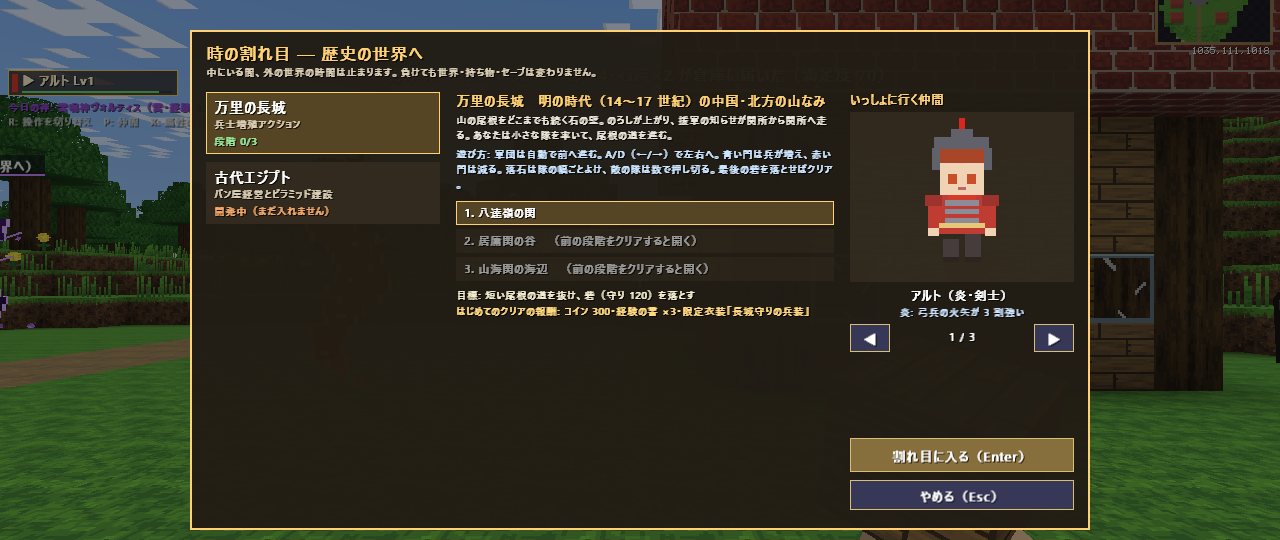 時の割れ目 — 歴史の世界へ
中にいる間、外の世界の時間は止まります。負けても世界・持ち物・セーブは変わりません。
1035,111,1018
▶ アルト Lv1
界へ)
万里の長城
兵士増殖アクション
段階 0/3
古代エジプト
パン圧経営とピラミッド建設
開発中（まだ入れません）
万里の長城　明の時代（14〜17 世紀）の中国・北方の山なみ
山の尾根をどこまでも続く石の壁。のろしが上がり、援軍の知らせが関所から関所へ走
る。あなたは小さな隊を率いて、尾根の道を進む。
遊び方: 軍団は自動で前へ進む。A/D（←/→）で左右へ。青い門は兵が増え、赤い
門は減る。落石は隊の幅ごとよけ、敵の隊は数で押し切る。最後の砦を落とせばクリア
。
1. 八達嶺の関
2. 居庸関の谷　（前の段階をクリアすると開く）
3. 山海関の海辺　（前の段階をクリアすると開く）
目標: 短い尾根の道を抜け、砦（守り 120）を落とす
はじめてのクリアの報酬: コイン 300・経験の書 ×3・限定衣装「長城守りの兵装」
いっしょに行く仲間
アルト（炎・剣士）
炎: 弓兵の火矢が 3 割強い
◀ 1 / 3 ▶
割れ目に入る（Enter）
やめる（Esc）